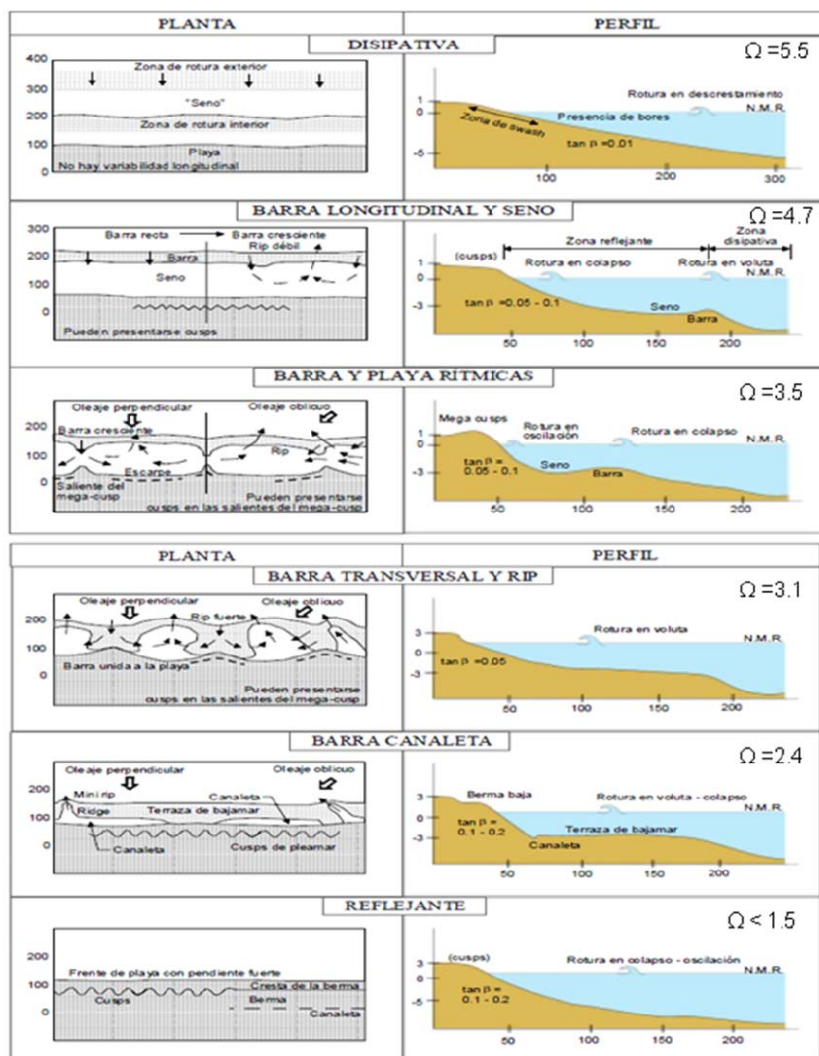 PLANTA
PERFIL
DISIPATIVA
Ω =5.5
400
300
200
100
0
Zona de rotura exterior
"Seno"
Zona de rotura interior
Playa
No hay variabilidad longitudinal
1
0
-5
Rotura en descrestamiento
N.M.R.
Zona de swash
Presencia de bores
tan β =0.01
100
200
300
BARRA LONGITUDINAL Y SENO
Ω =4.7
300
200
100
0
Barra recta
Barra cresciente
Rip débil
Barra
Seno
Pueden presentarse cusps
1
0
-3
(cusps)
Zona reflejante
Zona
disipativa
Rotura en colapso
Rotura en voluta
N.M.R.
tan β =0.05 - 0.1
Seno
Barra
50
100
150
200
BARRA Y PLAYA RÍTMICAS
Ω =3.5
200
100
0
Oleaje perpendicular
Oleaje oblicuo
Barra cresciente
Rip
Escarpe
Saliente del
mega-cusp
Pueden presentarse
cusps en las salientes del mega-cusp
1
0
-3
Mega cusps
Rotura en
oscilación
Rotura en colapso
N.M.R.
tan β =
0.05 - 0.1
Seno
Barra
50
100
150
200
PLANTA
PERFIL
BARRA TRANSVERSAL Y RIP
Ω =3.1
200
100
0
Oleaje perpendicular
Oleaje oblicuo
Rip fuerte
Barra unida a la playa
Pueden presentarse
cusps en las salientes del mega-cusp
3
0
-3
Rotura en voluta
N.M.R.
tan β =0.05
50
100
150
200
BARRA CANALETA
Ω =2.4
200
100
0
Oleaje perpendicular
Oleaje oblicuo
Mini rip
Canaleta
Ridge
Terraza de bajamar
Canaleta
Cusps de pleamar
3
0
-3
Berma baja
Rotura en voluta - colapso
N.M.R.
tan β =
0.1 - 0.2
Terraza de bajamar
Canaleta
50
100
150
200
REFLEJANTE
Ω < 1.5
200
100
0
Frente de playa con pendiente fuerte
Cresta de la berma
Cusps
Berma
Canaleta
3
0
-5
(cusps)
Rotura en colapso - oscilación
N.M.R.
tan β =
0.1 - 0.2
50
100
150
200